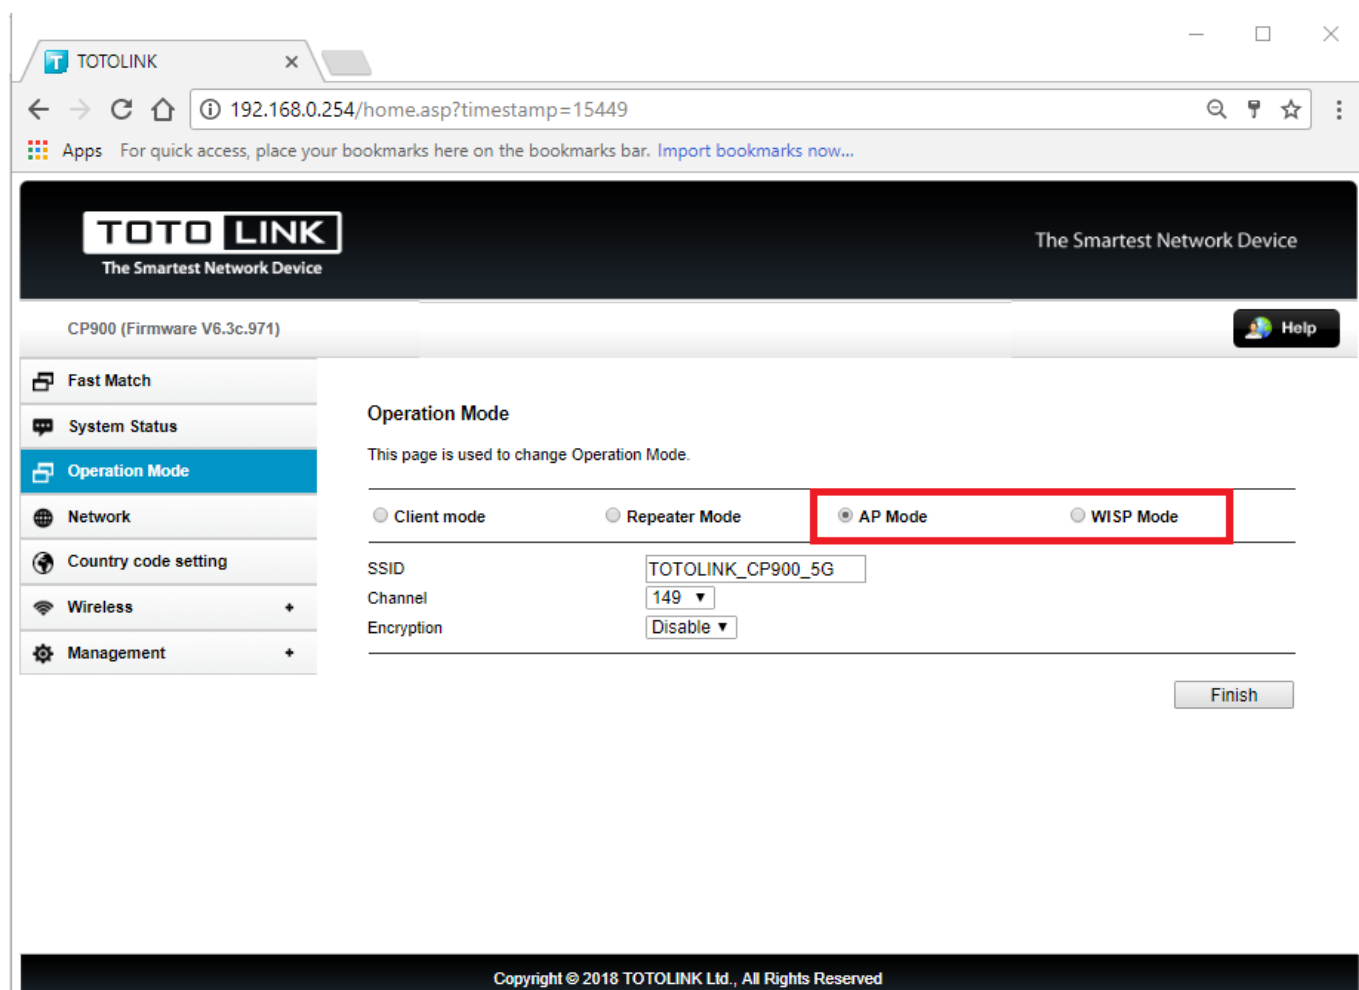 TOTOLINK
192.168.0.254/home.asp?timestamp=15449
Apps For quick access, place your bookmarks here on the bookmarks bar. Import bookmarks now...
TOTO LINK
The Smartest Network Device
The Smartest Network Device
CP900 (Firmware V6.3c.971)
Help
Fast Match
System Status
Operation Mode
Network
Country code setting
Wireless +
Management +
Operation Mode
This page is used to change Operation Mode.
Client mode Repeater Mode AP Mode WISP Mode
SSID TOTOLINK_CP900_5G
Channel 149
Encryption Disable
Finish
Copyright © 2018 TOTOLINK Ltd., All Rights Reserved